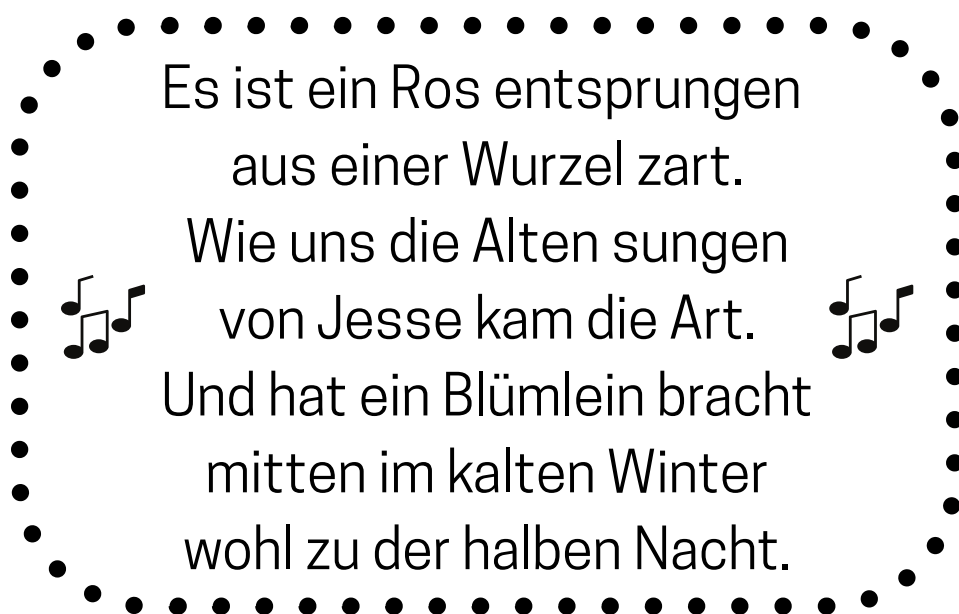 Es ist ein Ros entsprungen
aus einer Wurzel zart.
Wie uns die Alten sungen
von Jesse kam die Art.
Und hat ein Blümlein bracht
mitten im kalten Winter
wohl zu der halben Nacht.